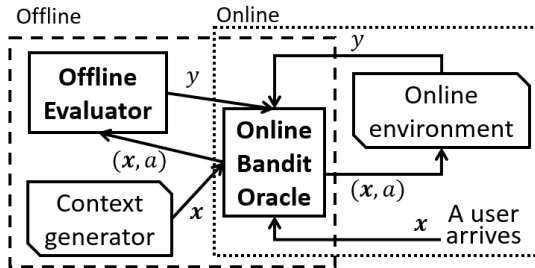 Offline
Online
Offline
Evaluator
y
y
Online
environment
Online
Bandit
Oracle
(x, a)
(x, a)
Context
generator
x
x
A user
arrives